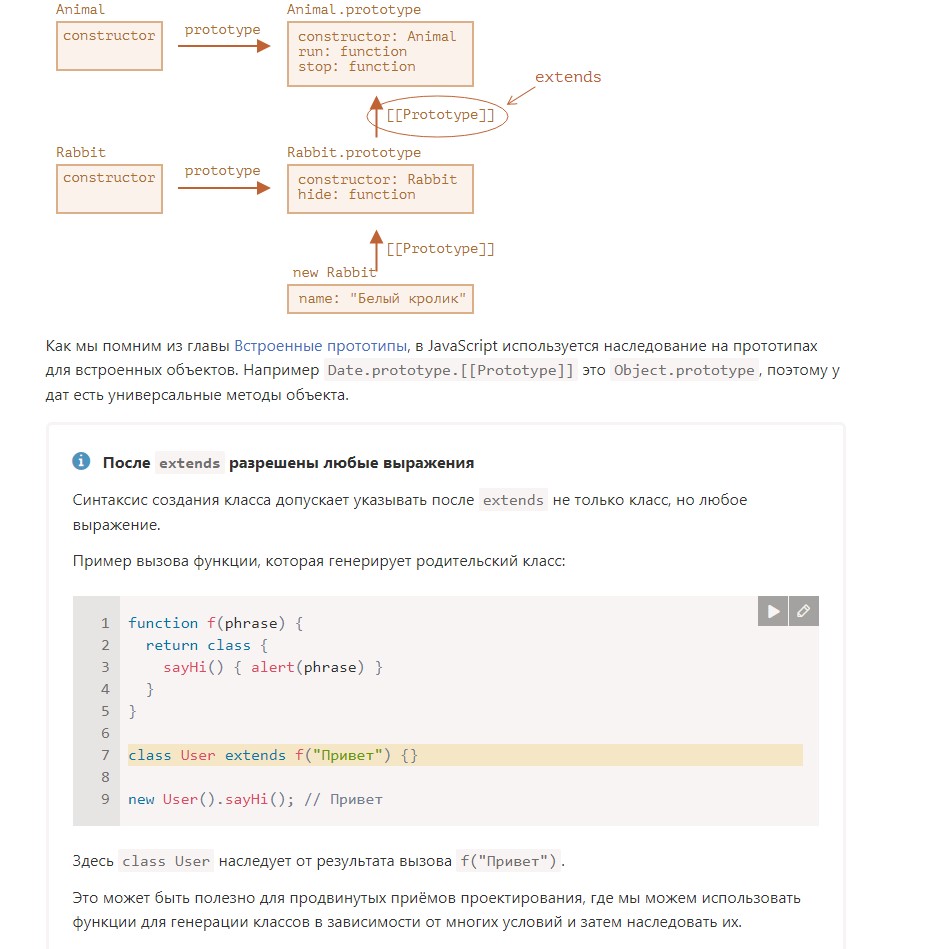 Animal
Animal.prototype
constructor
prototype
constructor: Animal
run: function
stop: function
extends
[[Prototype]]
Rabbit
Rabbit.prototype
constructor
prototype
constructor: Rabbit
hide: function
[[Prototype]]
new Rabbit
name: "Белый кролик"
Как мы помним из главы Встроенные прототипы, в JavaScript используется наследование на прототипах
для встроенных объектов. Например Date.prototype.[[Prototype]] это Object.prototype, поэтому у
дат есть универсальные методы объекта.
После extends разрешены любые выражения
Синтаксис создания класса допускает указывать после extends не только класс, но любое
выражение.
Пример вызова функции, которая генерирует родительский класс:
1 function f(phrase) {
2   return class {
3     sayHi() { alert(phrase) }
4   }
5 }
6
7 class User extends f("Привет") {}
8
9 new User().sayHi(); // Привет
Здесь class User наследует от результата вызова f("Привет").
Это может быть полезно для продвинутых приёмов проектирования, где мы можем использовать
функции для генерации классов в зависимости от многих условий и затем наследовать их.